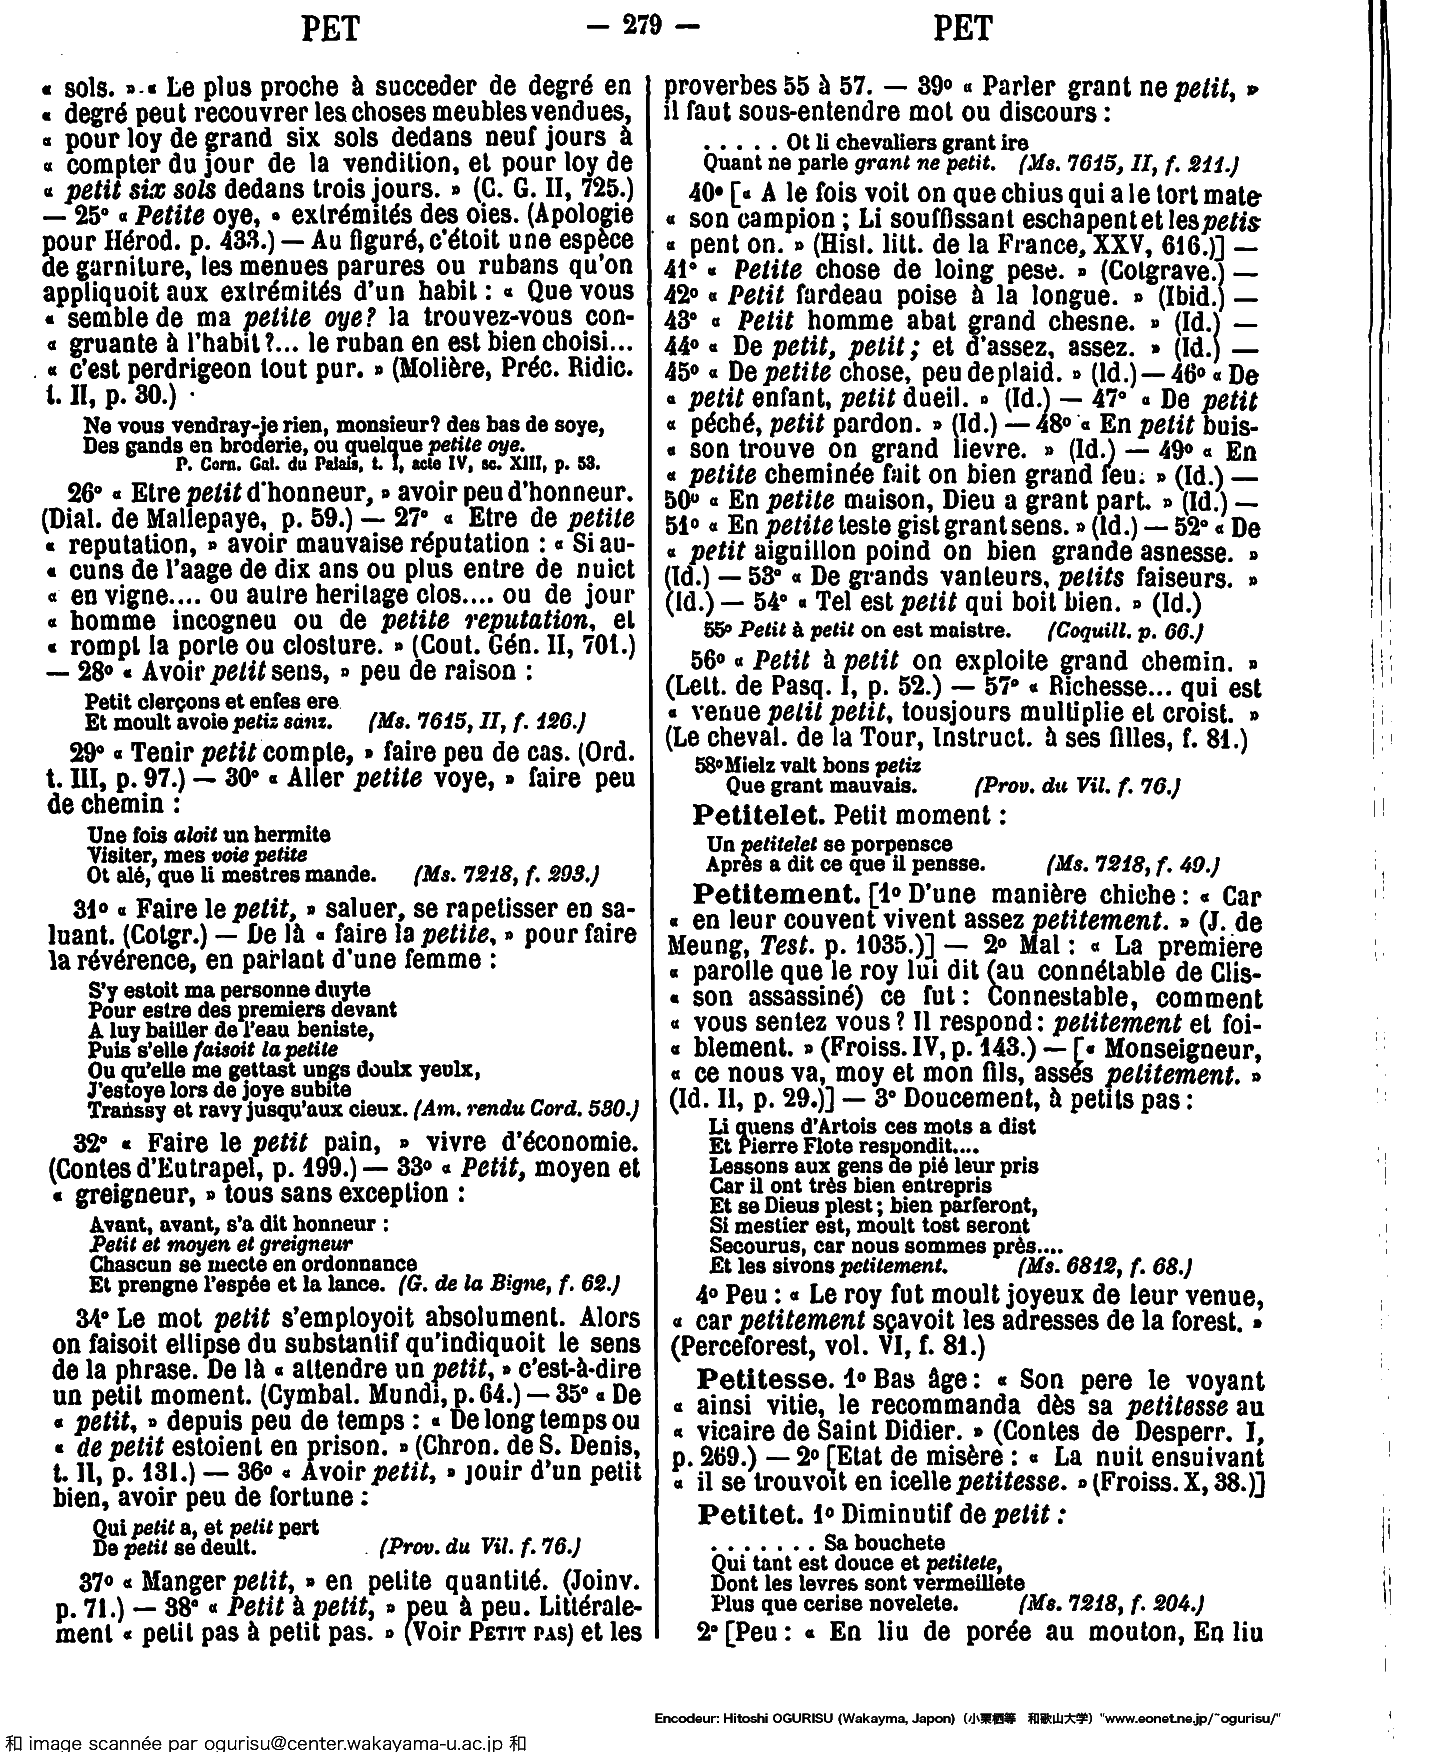 PET — 279 — PET
« sols. » - « Le plus proche à succeder de degré en
« degré peut recouvrer les choses meubles vendues,
« pour loy de grand six sols dedans neuf jours à
« compter du jour de la vendition, et pour loy de
« petit six sols dedans trois jours. » (C. G. II, 725.)
— 25° « Petite oye, » extrémités des oies. (Apologie
pour Hérod. p. 433.) — Au figuré, c'étoit une espèce
de garniture, les menues parures ou rubans qu'on
appliquoit aux extrémités d'un habit : « Que vous
« semble de ma petite oye ? la trouvez-vous con-
« gruante à l'habit ?... le ruban en est bien choisi...
« c'est perdrigeon tout pur. » (Molière, Préc. Ridic.
t. II, p. 30.)
Ne vous vendray-je rien, monsieur? des bas de soye,
Des gands en broderie, ou quelque petite oye.
P. Corn. Gal. du Palais, t. I, acte IV, sc. XIII, p. 53.
26° « Etre petit d'honneur, » avoir peu d'honneur.
(Dial. de Mallepaye, p. 59.) — 27° « Etre de petite
« reputation, » avoir mauvaise réputation : « Si au-
« cuns de l'aage de dix ans ou plus entre de nuict
« en vigne.... ou autre heritage clos.... ou de jour
« homme incogneu ou de petite reputation, et
« rompt la porte ou closture. » (Cout. Gén. II, 701.)
— 28° « Avoir petit sens, » peu de raison :
Petit clerçons et enfes ere
Et moult avoie petiz sanz. (Ms. 7615, II, f. 126.)
29° « Tenir petit compte, » faire peu de cas. (Ord.
t. III, p. 97.) — 30° « Aller petite voye, » faire peu
de chemin :
Une fois aloit un hermite
Visiter, mes voie petite
Ot alé, que li mestres mande. (Ms. 7218, f. 293.)
31° « Faire le petit, » saluer, se rapetisser en sa-
luant. (Cotgr.) — De là « faire la petite, » pour faire
la révérence, en parlant d'une femme :
S'y estoit ma personne duyte
Pour estre des premiers devant
A luy bailler de l'eau beniste,
Puis s'elle faisoit la petite
Ou qu'elle me gettast ungs doulx yeulx,
J'estoye lors de joye subite
Transsy et ravy jusqu'aux cieux. (Am. rendu Cord. 530.)
32° « Faire le petit pain, » vivre d'économie.
(Contes d'Eutrapel, p. 199.) — 33° « Petit, moyen et
« greigneur, » tous sans exception :
Avant, avant, s'a dit honneur :
Petit et moyen et greigneur
Chascun se mecte en ordonnance
Et prengne l'espée et la lance. (G. de la Bigne, f. 62.)
34° Le mot petit s'employoit absolument. Alors
on faisoit ellipse du substantif qu'indiquoit le sens
de la phrase. De là « attendre un petit, » c'est-à-dire
un petit moment. (Cymbal. Mundi, p. 64.) — 35° « De
« petit, » depuis peu de temps : « De long temps ou
« de petit estoient en prison. » (Chron. de S. Denis,
t. II, p. 131.) — 36° « Avoir petit, » jouir d'un petit
bien, avoir peu de fortune :
Qui petit a, et petit pert
De petit se deult. (Prov. du Vil. f. 76.)
37° « Manger petit, » en petite quantité. (Joinv.
p. 71.) — 38° « Petit à petit, » peu à peu. Littérale-
ment « petit pas à petit pas. » (Voir PETIT PAS) et les
proverbes 55 à 57. — 39° « Parler grant ne petit, »
il faut sous-entendre mot ou discours :
. . . . . Ot li chevaliers grant ire
Quant ne parle grant ne petit. (Ms. 7615, II, f. 211.)
40° [« A le fois voit on que chius qui a le tort mate
« son campion ; Li souffissant eschapent et les petis
« pent on. » (Hist. litt. de la France, XXV, 616.)] —
41° « Petite chose de loing pese. » (Cotgrave.) —
42° « Petit fardeau poise à la longue. » (Ibid.) —
43° « Petit homme abat grand chesne. » (Id.) —
44° « De petit, petit ; et d'assez, assez. » (Id.) —
45° « De petite chose, peu de plaid. » (Id.) — 46° « De
« petit enfant, petit dueil. » (Id.) — 47° « De petit
« péché, petit pardon. » (Id.) — 48° « En petit buis-
« son trouve on grand lievre. » (Id.) — 49° « En
« petite cheminée fait on bien grand feu. » (Id.) —
50° « En petite maison, Dieu a grant part. » (Id.) —
51° « En petite teste gist grant sens. » (Id.) — 52° « De
« petit aiguillon poind on bien grande asnesse. »
(Id.) — 53° « De grands vanteurs, petits faiseurs. »
(Id.) — 54° « Tel est petit qui boit bien. » (Id.)
55° Petit à petit on est maistre. (Coquill. p. 66.)
56° « Petit à petit on exploite grand chemin. »
(Lett. de Pasq. I, p. 52.) — 57° « Richesse... qui est
« venue petit petit, tousjours multiplie et croist. »
(Le cheval. de la Tour, Instruct. à ses filles, f. 81.)
58° Mielz valt bons petiz
Que grant mauvais. (Prov. du Vil. f. 76.)
Petitelet. Petit moment :
Un petitelet se porpensce
Après a dit ce que il pensse. (Ms. 7218, f. 49.)
Petitement. [1° D'une manière chiche : « Car
« en leur couvent vivent assez petitement. » (J. de
Meung, Test. p. 1035.)] — 2° Mal : « La première
« parolle que le roy lui dit (au connétable de Clis-
« son assassiné) ce fut : Connestable, comment
« vous sentez vous ? Il respond : petitement et foi-
« blement. » (Froiss. IV, p. 143.) — [« Monseigneur,
« ce nous va, moy et mon fils, assés petitement. »
(Id. II, p. 29.)] — 3° Doucement, à petits pas :
Li quens d'Artois ces mots a dist
Et Pierre Flote respondit....
Lessons aux gens de pié leur pris
Car il ont très bien entrepris
Et se Dieus plest ; bien parferont,
Si mestier est, moult tost seront
Secourus, car nous sommes près....
Et les sivons petitement. (Ms. 6812, f. 68.)
4° Peu : « Le roy fut moult joyeux de leur venue,
« car petitement sçavoit les adresses de la forest. »
(Perceforest, vol. VI, f. 81.)
Petitesse. 1° Bas âge : « Son pere le voyant
« ainsi vitie, le recommanda dès sa petitesse au
« vicaire de Saint Didier. » (Contes de Desperr. I,
p. 269.) — 2° [Etat de misère : « La nuit ensuivant
« il se trouvoit en icelle petitesse. » (Froiss. X, 38.)]
Petitet. 1° Diminutif de petit :
. . . . . . . Sa bouchete
Qui tant est douce et petitete,
Dont les levres sont vermeillete
Plus que cerise novelete. (Ms. 7218, f. 204.)
2° [Peu : « En liu de porée au mouton, En liu
Encodeur: Hitoshi OGURISU (Wakayma, Japon) (小栗栖等 和歌山大学) "www.eonet.ne.jp/~ogurisu/"
和 image scannée par ogurisu@center.wakayama-u.ac.jp 和